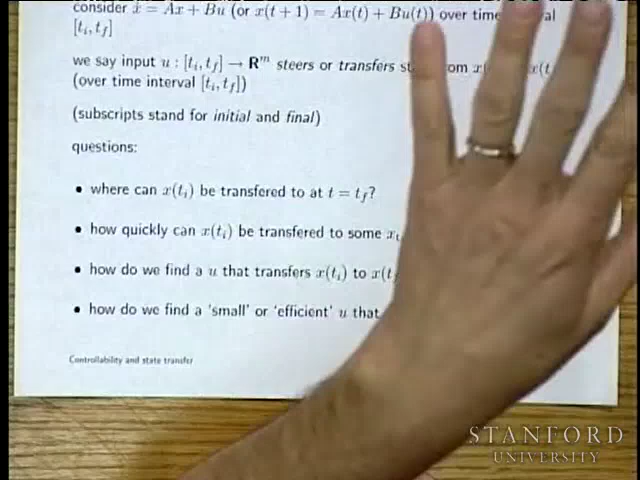 consider ẋ = Ax + Bu (or x(t + 1) = Ax(t) + Bu(t)) over time
[t_i, t_f]
we say input u : [t_i, t_f] → R^m steers or transfers
(over time interval [t_i, t_f])
(subscripts stand for initial and final)
questions:
• where can x(t_i) be transfered to at t = t_f?
• how quickly can x(t_i) be transfered to some
• how do we find a u that transfers x(t_i) to
• how do we find a 'small' or 'efficient' u that
Controllability and state transfer
STANFORD
UNIVERSITY